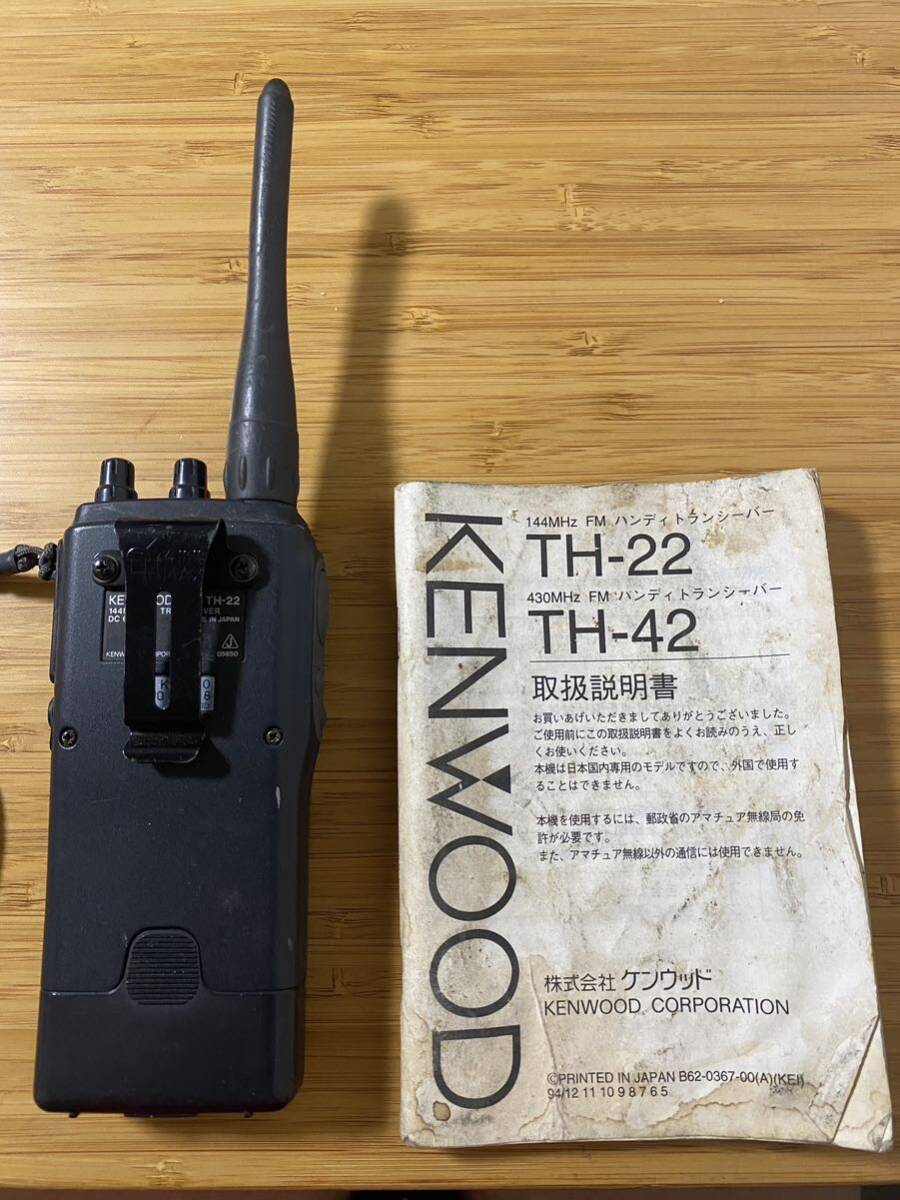 KENWOOD
144MHz FM ハンディトランシーバー
TH-22
430MHz FM ハンディトランシーバー
TH-42
取扱説明書
お買いあげいただきましてありがとうございました。
ご使用前にこの取扱説明書をよくお読みのうえ、正し
くお使いください。
本機は日本国内専用のモデルですので、外国で使用す
ることはできません。
本機を使用するには、郵政省のアマチュア無線局の免
許が必要です。
また、アマチュア無線以外の通信には使用できません。
株式会社 ケンウッド
KENWOOD CORPORATION
©PRINTED IN JAPAN B62-0367-00(A)(KEI)
94/12 11 10 9 8 7 6 5
TH-22
IN JAPAN